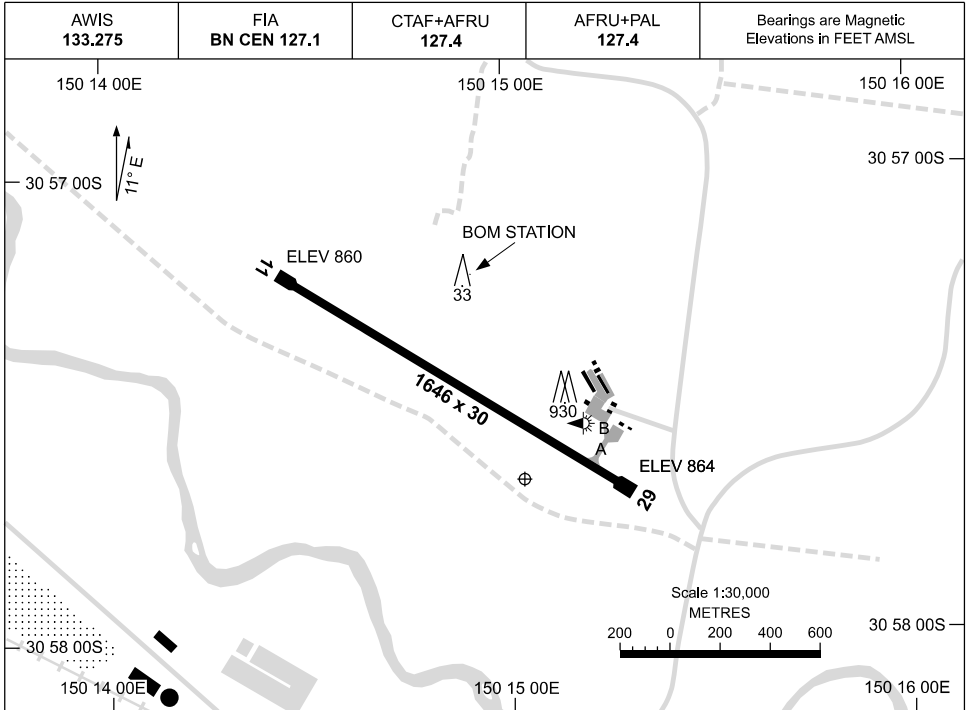 AWIS
133.275
FIA
BN CEN 127.1
CTAF+AFRU
127.4
AFRU+PAL
127.4
Bearings are Magnetic
Elevations in FEET AMSL
150 14 00E
150 15 00E
150 16 00E
11° E
30 57 00S
30 57 00S
BOM STATION
33
11
ELEV 860
1646 x 30
930
B
A
ELEV 864
29
Scale 1:30,000
METRES
200 0 200 400 600
30 58 00S
30 58 00S
150 14 00E
150 15 00E
150 16 00E